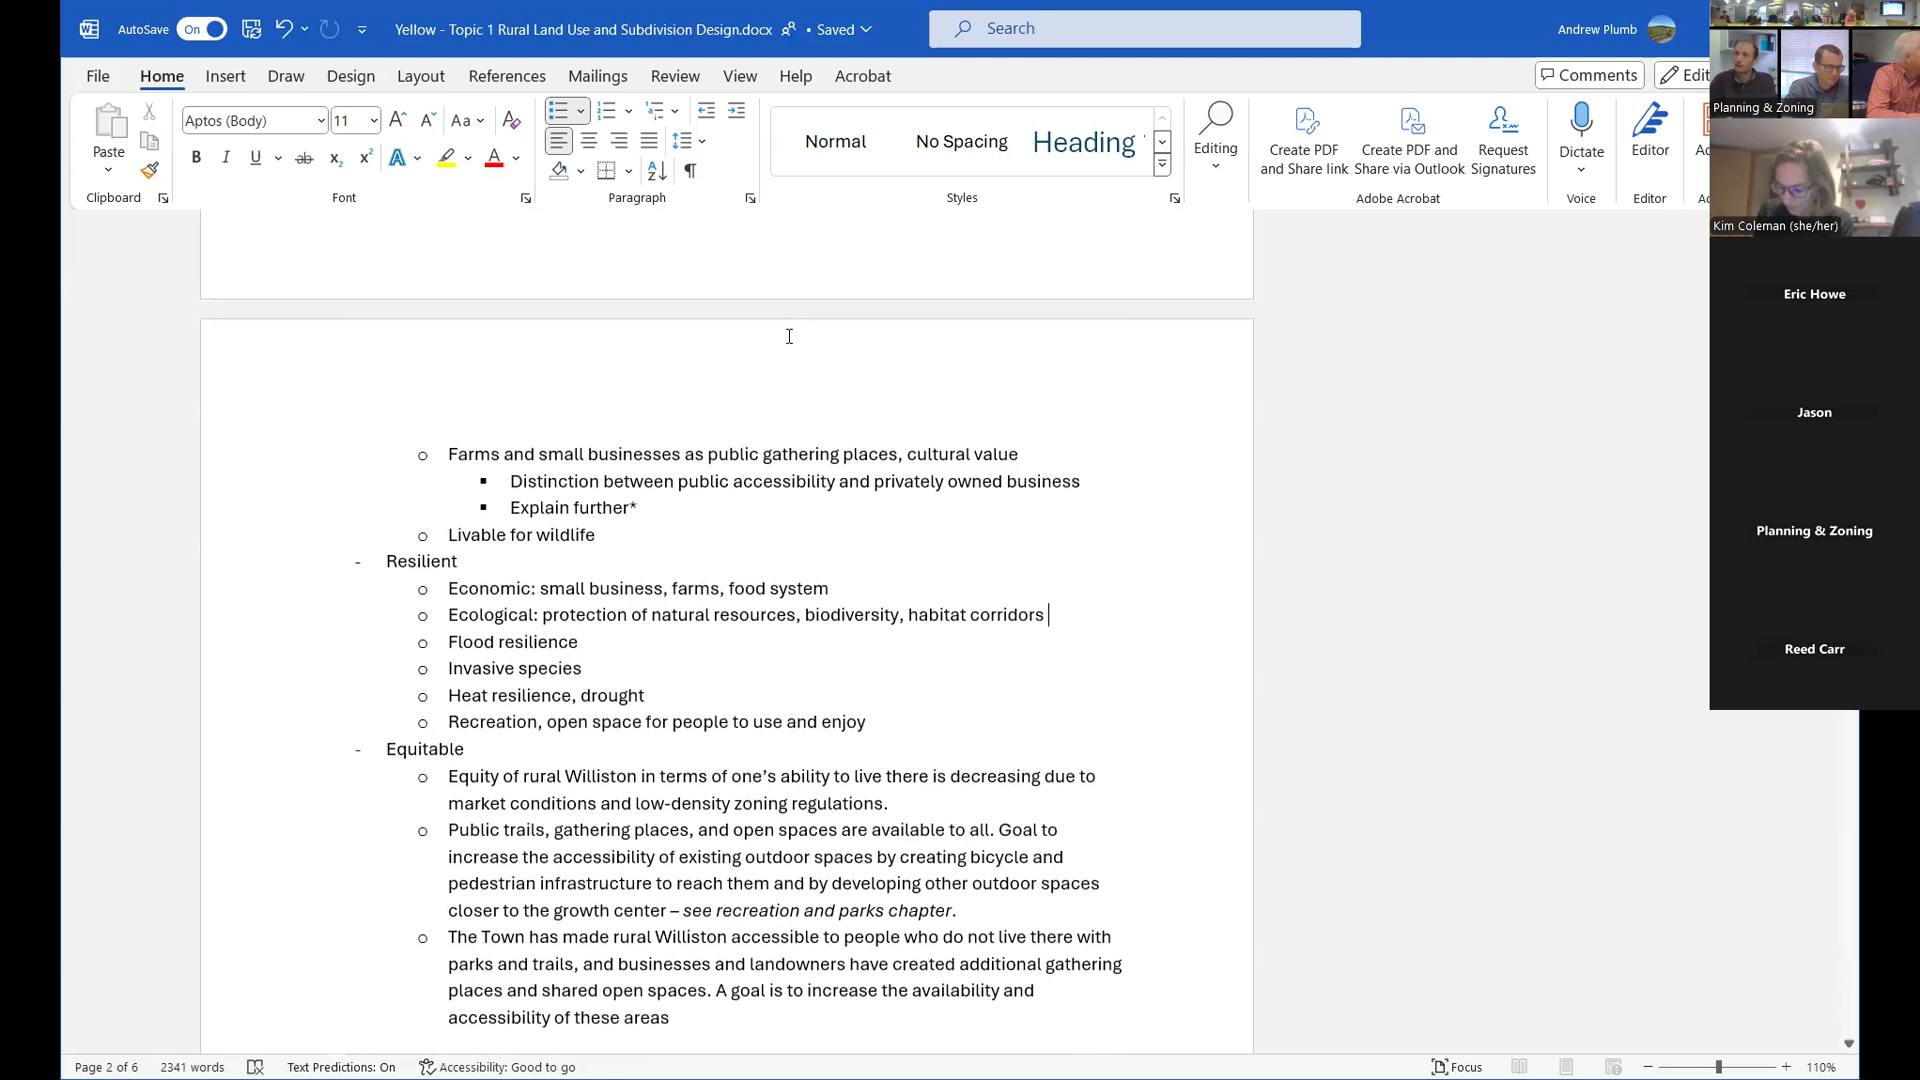 AutoSave On Yellow - Topic 1 Rural Land Use and Subdivision Design.docx • Saved Search Andrew Plumb
File Home Insert Draw Design Layout References Mailings Review View Help Acrobat Comments Edit
Paste
Clipboard
Aptos (Body) 11
Font
Paragraph
Normal No Spacing Heading
Styles
Editing
Create PDF and Share link
Create PDF and Share via Outlook
Request Signatures
Adobe Acrobat
Dictate
Voice
Editor
Editor
Planning & Zoning
Kim Coleman (she/her)
Eric Howe
Jason
Planning & Zoning
Reed Carr
o Farms and small businesses as public gathering places, cultural value
▪ Distinction between public accessibility and privately owned business
▪ Explain further*
o Livable for wildlife
- Resilient
o Economic: small business, farms, food system
o Ecological: protection of natural resources, biodiversity, habitat corridors
o Flood resilience
o Invasive species
o Heat resilience, drought
o Recreation, open space for people to use and enjoy
- Equitable
o Equity of rural Williston in terms of one’s ability to live there is decreasing due to
market conditions and low-density zoning regulations.
o Public trails, gathering places, and open spaces are available to all. Goal to
increase the accessibility of existing outdoor spaces by creating bicycle and
pedestrian infrastructure to reach them and by developing other outdoor spaces
closer to the growth center – see recreation and parks chapter.
o The Town has made rural Williston accessible to people who do not live there with
parks and trails, and businesses and landowners have created additional gathering
places and shared open spaces. A goal is to increase the availability and
accessibility of these areas
Page 2 of 6 2341 words Text Predictions: On Accessibility: Good to go Focus 110%